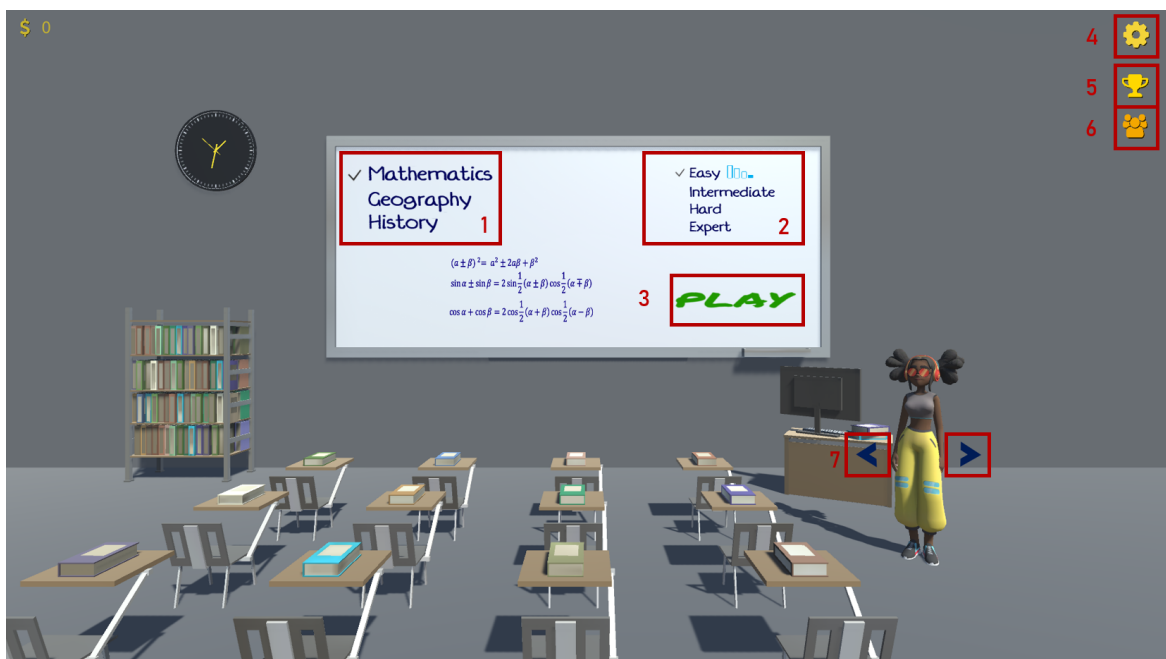 $ 0
4
5
6
✓ Mathematics
Geography
History
1
✓ Easy
Intermediate
Hard
Expert
2
(α ± β)² = α² ± 2αβ + β²
sin α ± sin β = 2 sin 1/2 (α ± β) cos 1/2 (α ∓ β)
cos α + cos β = 2 cos 1/2 (α + β) cos 1/2 (α − β)
3
PLAY
7
< >